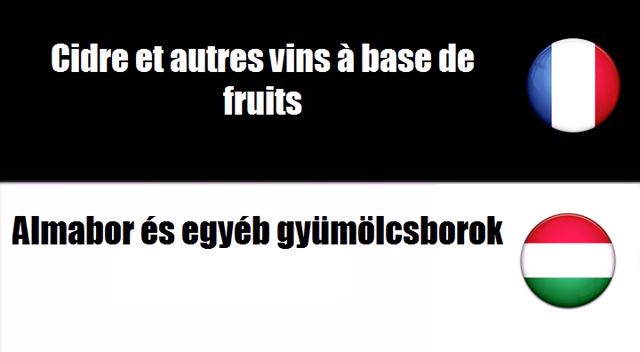 Cidre et autres vins à base de
fruits
Almabor és egyéb gyümölcsborok